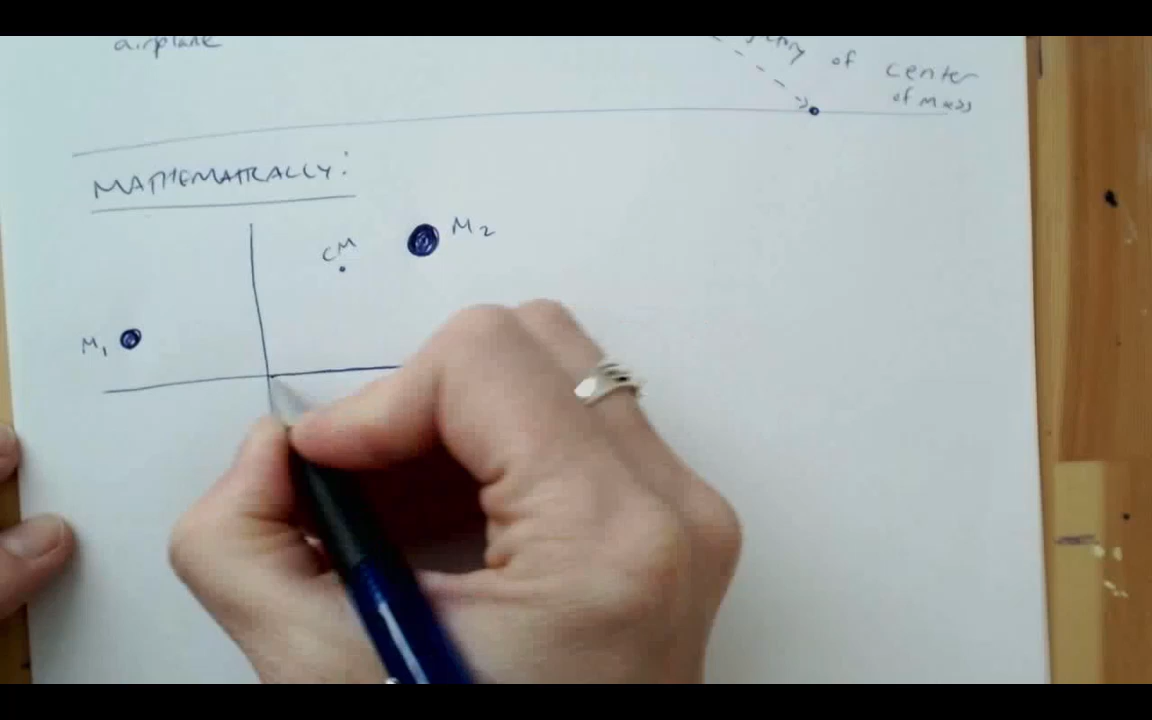 airplane
of center
of mass
MATHEMATICALLY:
CM
M2
M1